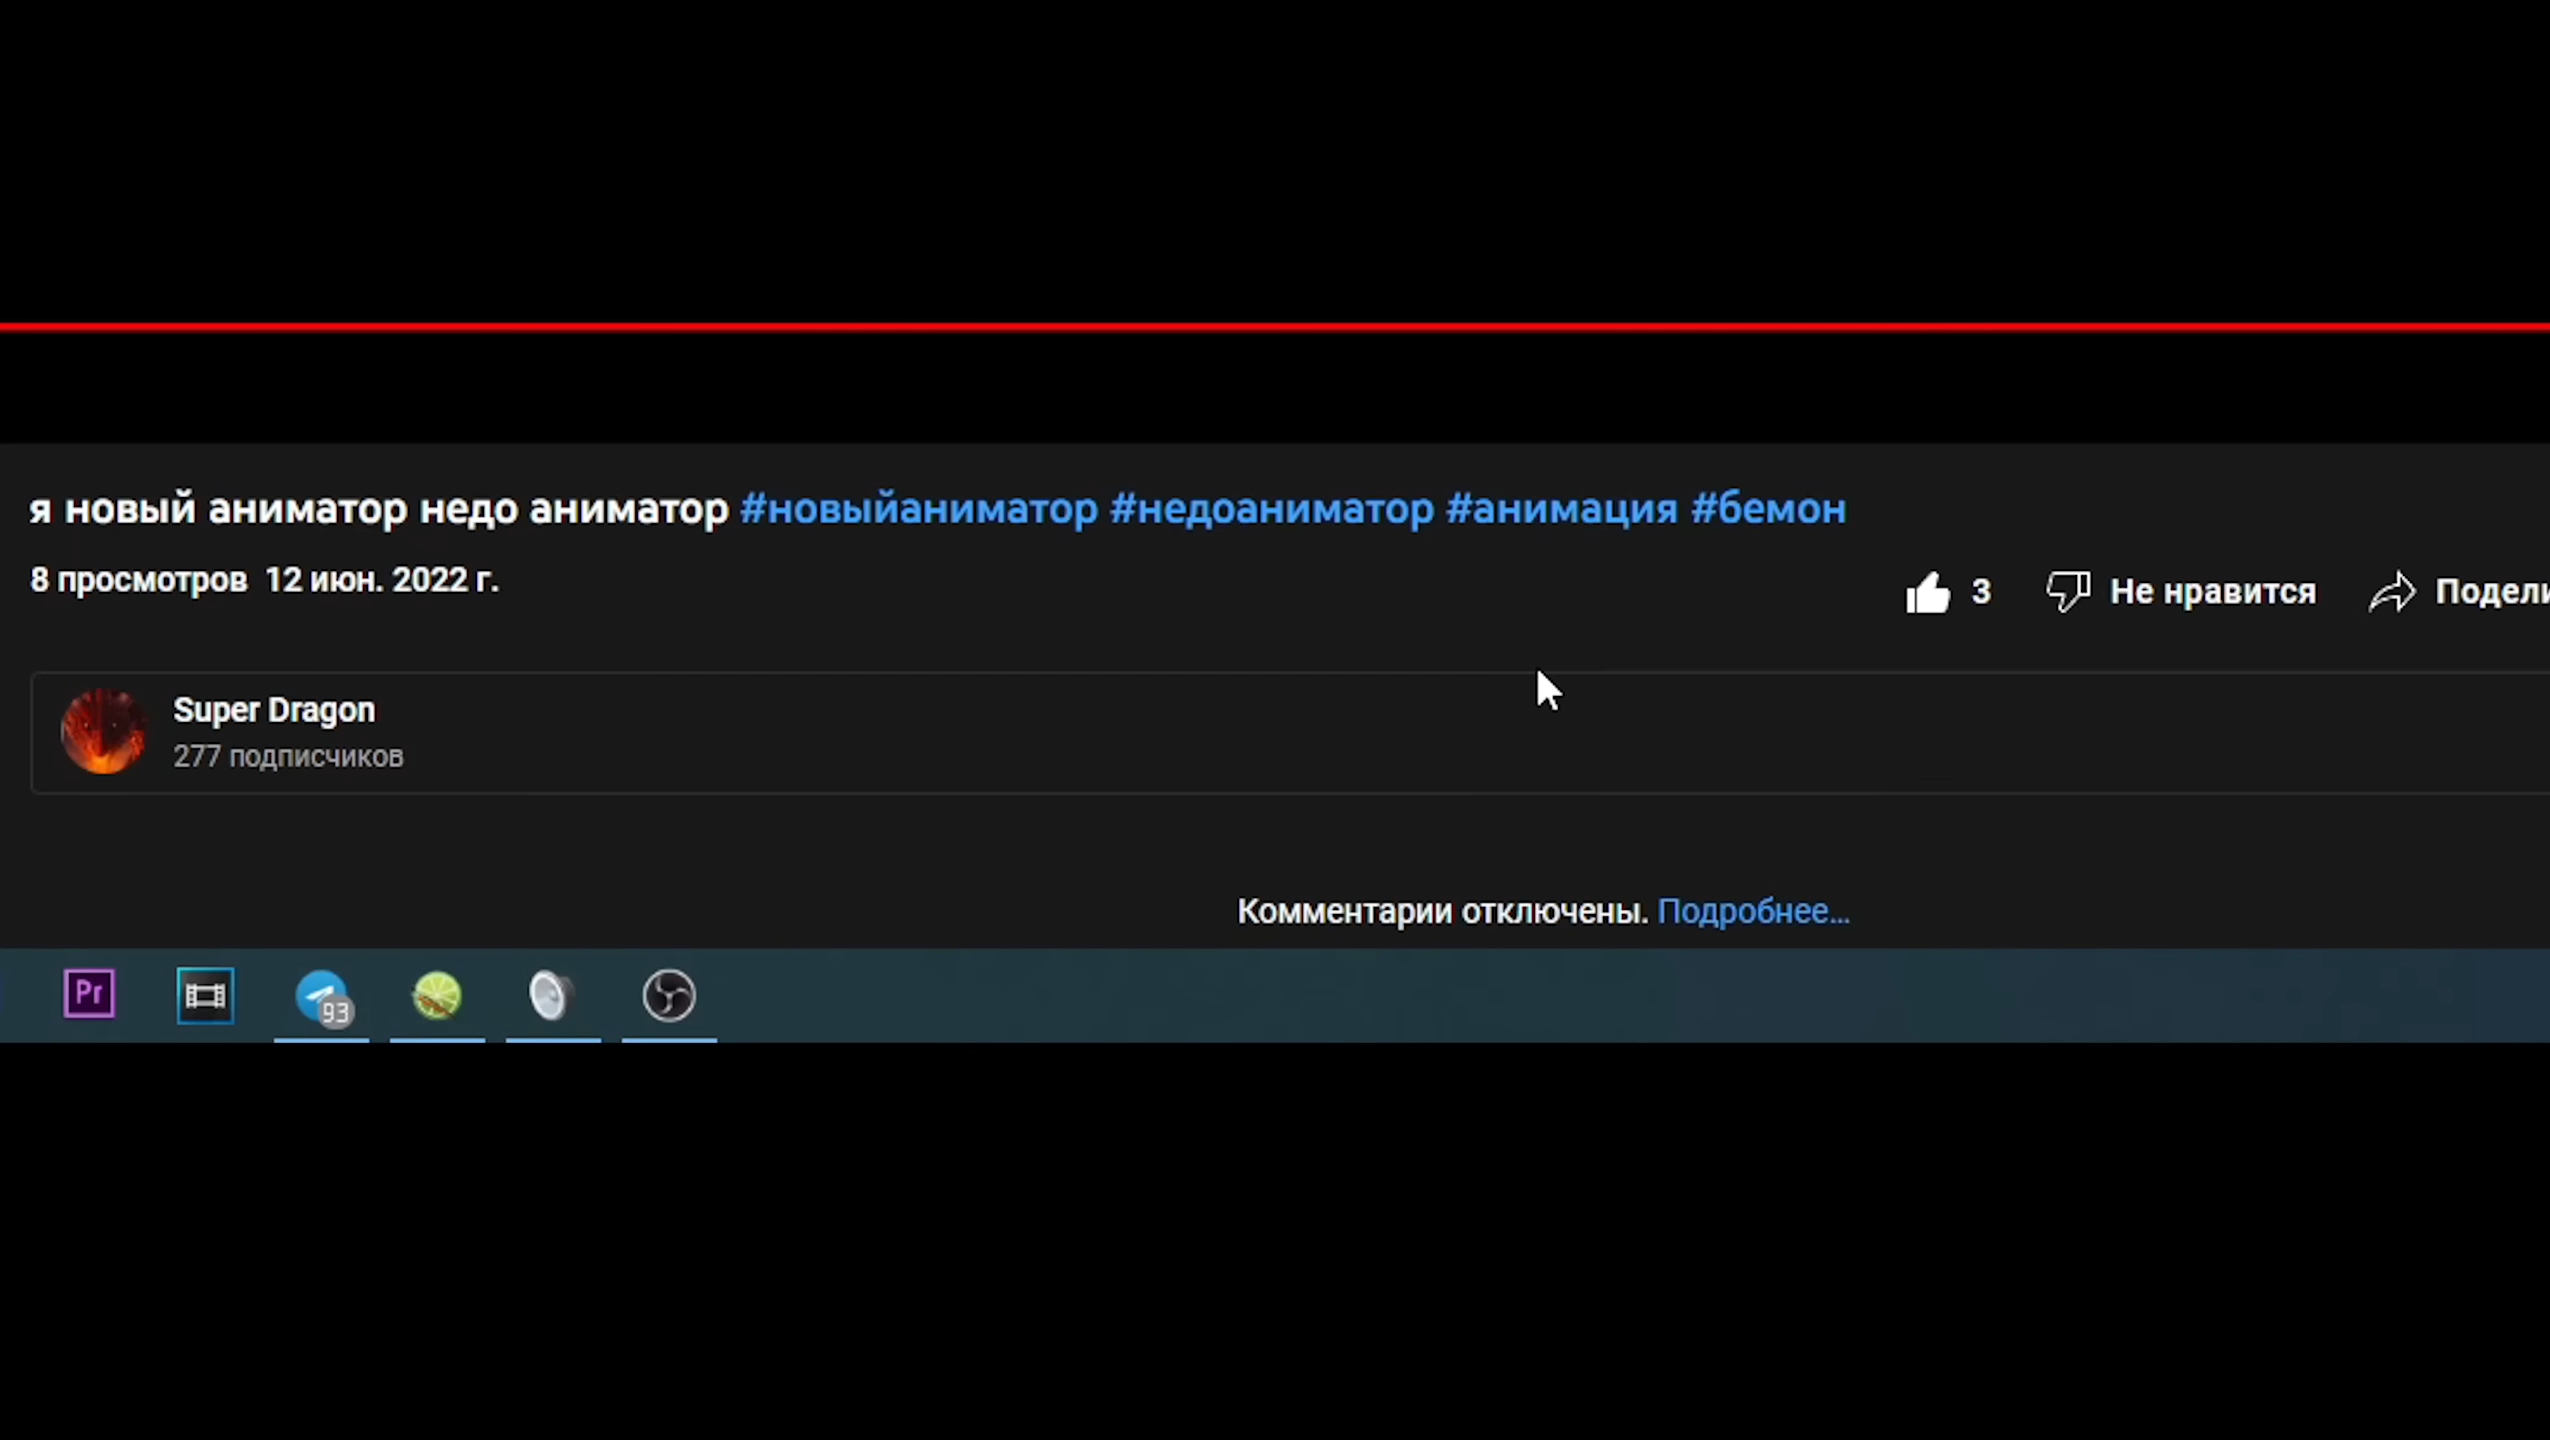 я новый аниматор недо аниматор #новыйаниматор #недоаниматор #анимация #бемон
8 просмотров 12 июн. 2022 г.
3 Не нравится Подели
Super Dragon
277 подписчиков
Комментарии отключены. Подробнее...
Pr
93